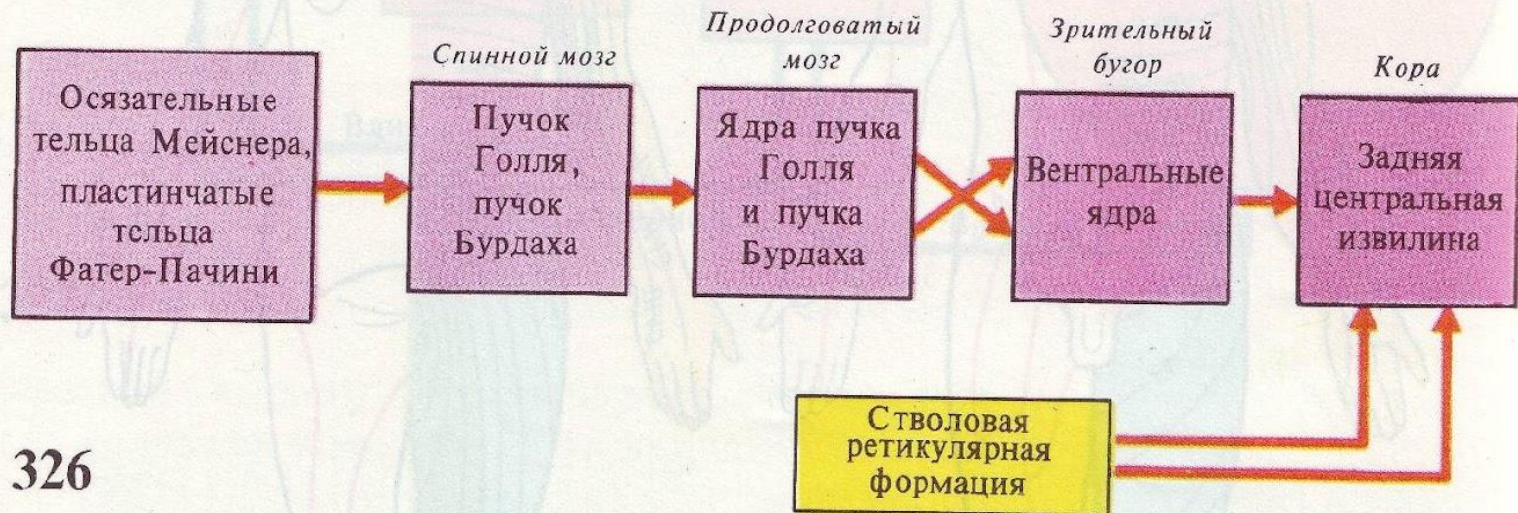 Осязательные
тельца Мейснера,
пластинчатые
тельца
Фатер-Пачини
Спинной мозг
Пучок
Голля,
пучок
Бурдаха
Продолговатый
мозг
Ядра пучка
Голля
и пучка
Бурдаха
Зрительный
бугор
Вентральные
ядра
Кора
Задняя
центральная
извилина
Стволовая
ретикулярная
формация
326